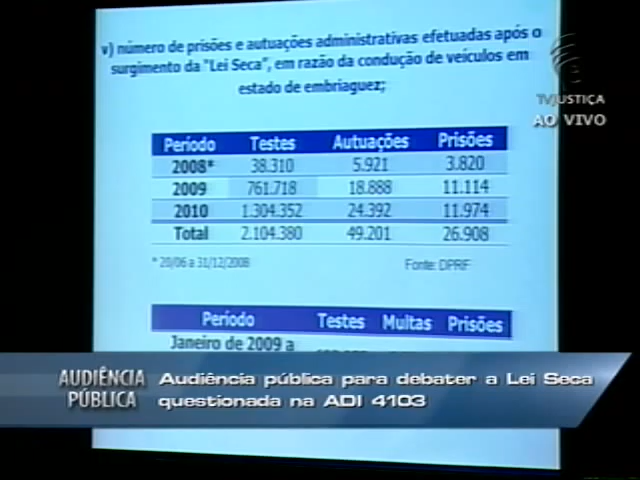 v) número de prisões e autuações administrativas efetuadas após o
surgimento da "Lei Seca", em razão da condução de veículos em
estado de embriaguez;
TVJUSTIÇA
AO VIVO
Período Testes Autuações Prisões
2008* 38.310 5.921 3.820
2009 761.718 18.888 11.114
2010 1.304.352 24.392 11.974
Total 2.104.380 49.201 26.908
* 20/06 a 31/12/2008 Fonte: DPRF
Período Testes Multas Prisões
Janeiro de 2009 a
AUDIÊNCIA
PÚBLICA
Audiência pública para debater a Lei Seca
questionada na ADI 4103